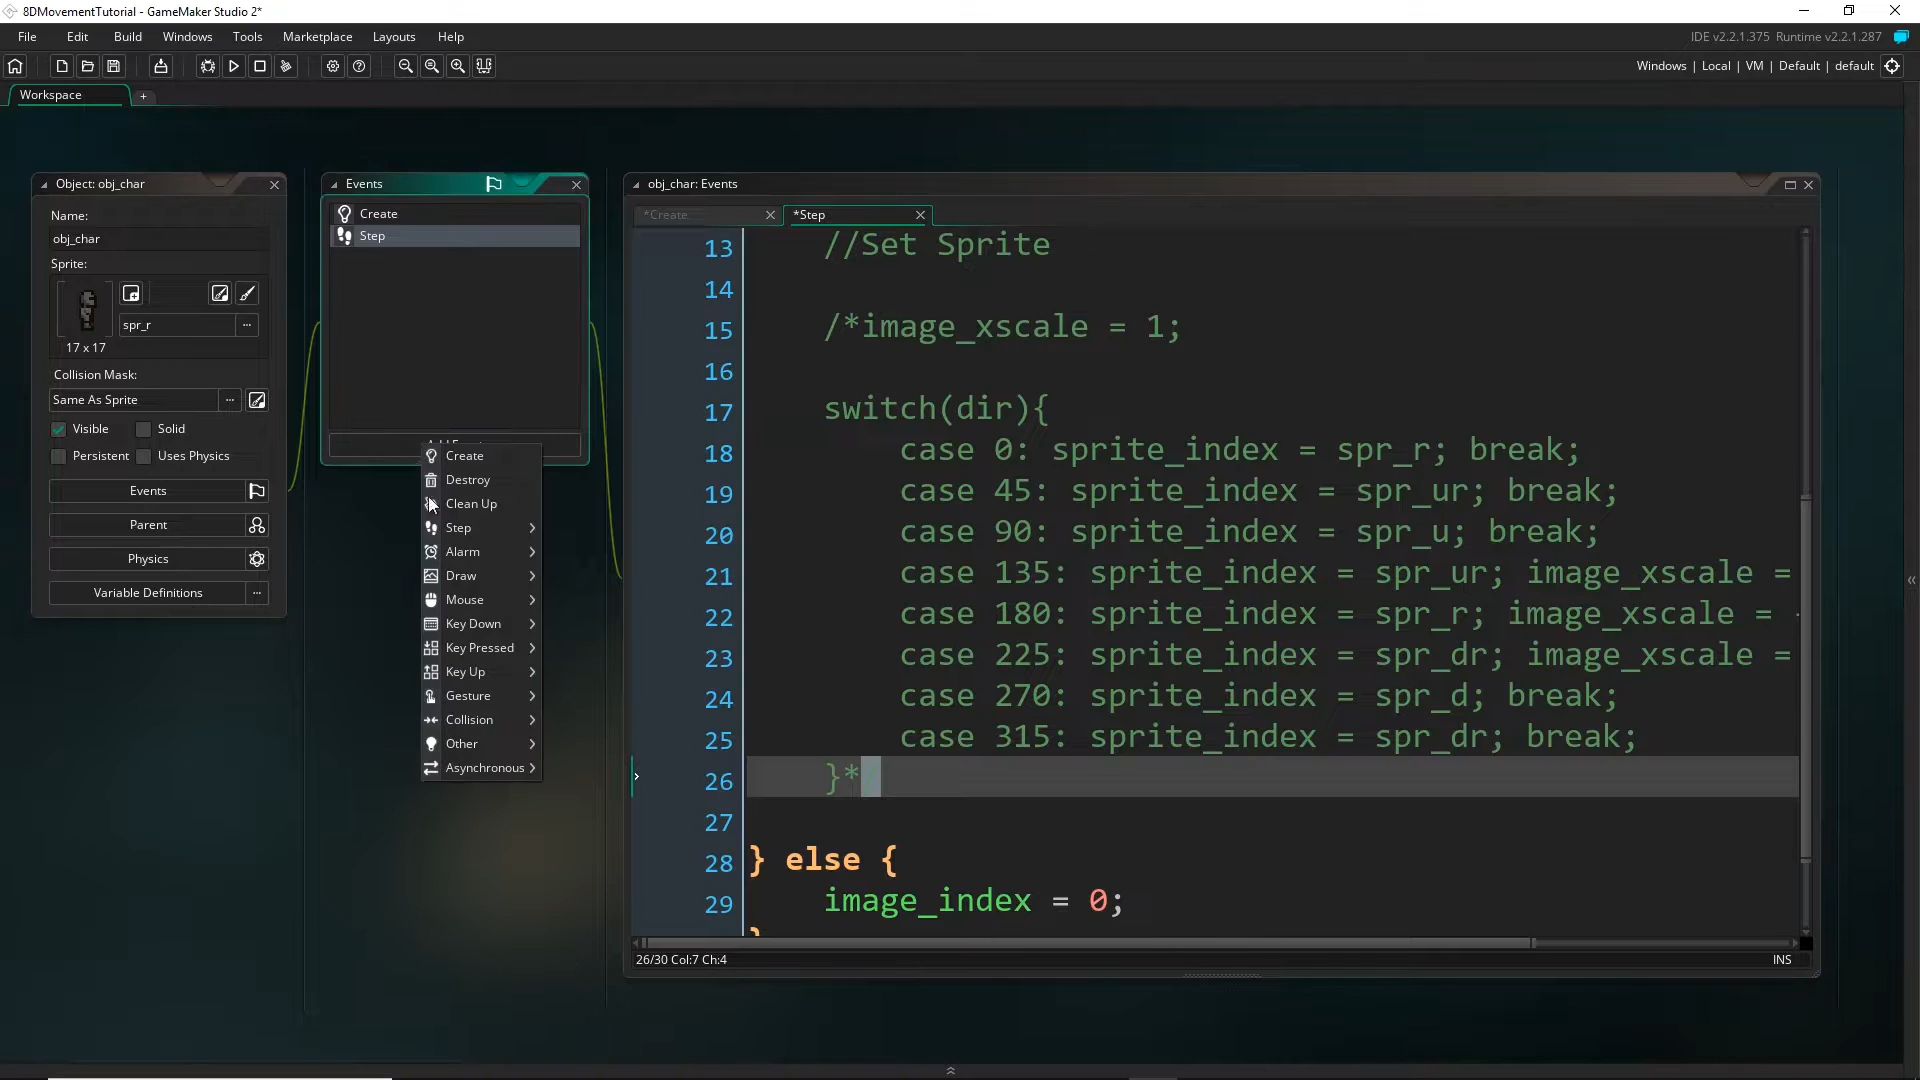 8DMovementTutorial - GameMaker Studio 2*
File Edit Build Windows Tools Marketplace Layouts Help
IDE v2.2.1.375 Runtime v2.2.1.287
Windows | Local | VM | Default | default
Workspace
+
Object: obj_char
Name:
obj_char
Sprite:
spr_r
17 x 17
Collision Mask:
Same As Sprite
Visible Solid
Persistent Uses Physics
Events
Parent
Physics
Variable Definitions
Events
Create
Step
Create
Destroy
Clean Up
Step
Alarm
Draw
Mouse
Key Down
Key Pressed
Key Up
Gesture
Collision
Other
Asynchronous
obj_char: Events
*Create *Step
13 //Set Sprite
14
15 /*image_xscale = 1;
16
17 switch(dir){
18 case 0: sprite_index = spr_r; break;
19 case 45: sprite_index = spr_ur; break;
20 case 90: sprite_index = spr_u; break;
21 case 135: sprite_index = spr_ur; image_xscale =
22 case 180: sprite_index = spr_r; image_xscale =
23 case 225: sprite_index = spr_dr; image_xscale =
24 case 270: sprite_index = spr_d; break;
25 case 315: sprite_index = spr_dr; break;
26 }*
27
28 } else {
29 image_index = 0;
26/30 Col:7 Ch:4
INS